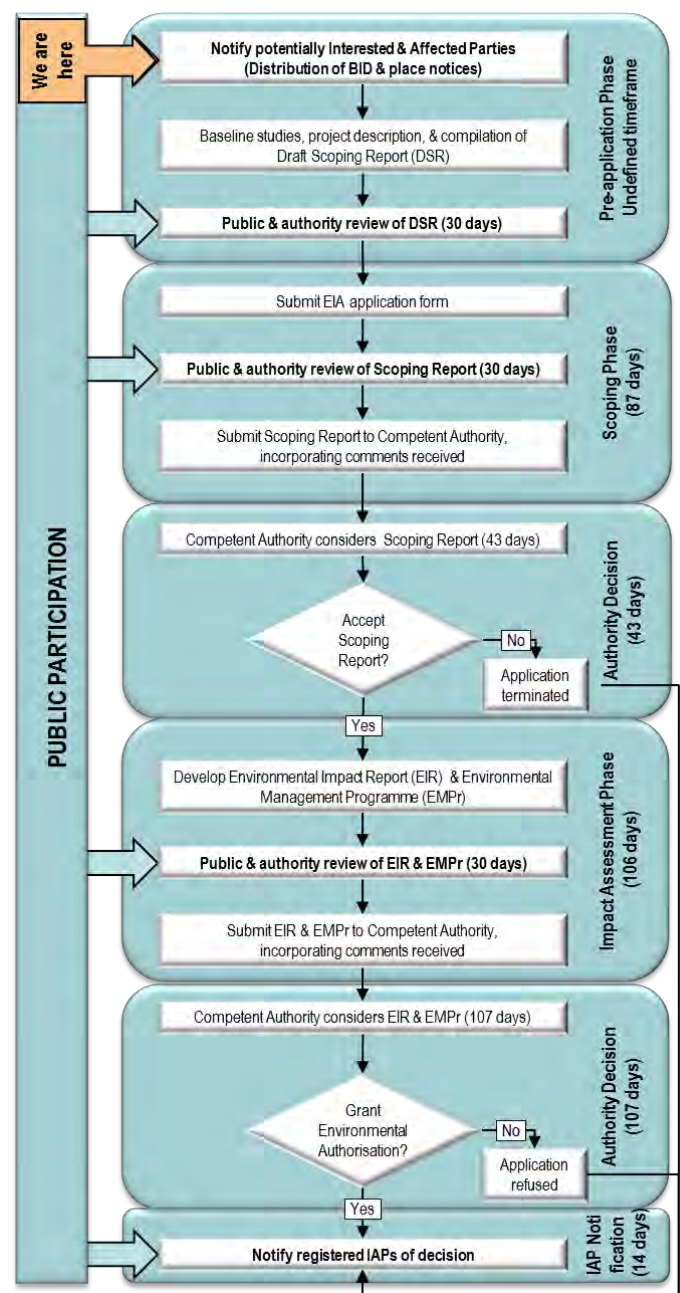 We are
here
PUBLIC PARTICIPATION
Notify potentially Interested & Affected Parties
(Distribution of BID & place notices)
Baseline studies, project description, & compilation of
Draft Scoping Report (DSR)
Public & authority review of DSR (30 days)
Pre-application Phase
Undefined timeframe
Submit EIA application form
Public & authority review of Scoping Report (30 days)
Submit Scoping Report to Competent Authority,
incorporating comments received
Scoping Phase
(87 days)
Competent Authority considers Scoping Report (43 days)
Accept
Scoping
Report?
No
Application
terminated
Yes
Authority Decision
(43 days)
Develop Environmental Impact Report (EIR) & Environmental
Management Programme (EMPr)
Public & authority review of EIR & EMPr (30 days)
Submit EIR & EMPr to Competent Authority,
incorporating comments received
Impact Assessment Phase
(106 days)
Competent Authority considers EIR & EMPr (107 days)
Grant
Environmental
Authorisation?
No
Application
refused
Yes
Authority Decision
(107 days)
Notify registered IAPs of decision
IAP Noti
fication
(14 days)